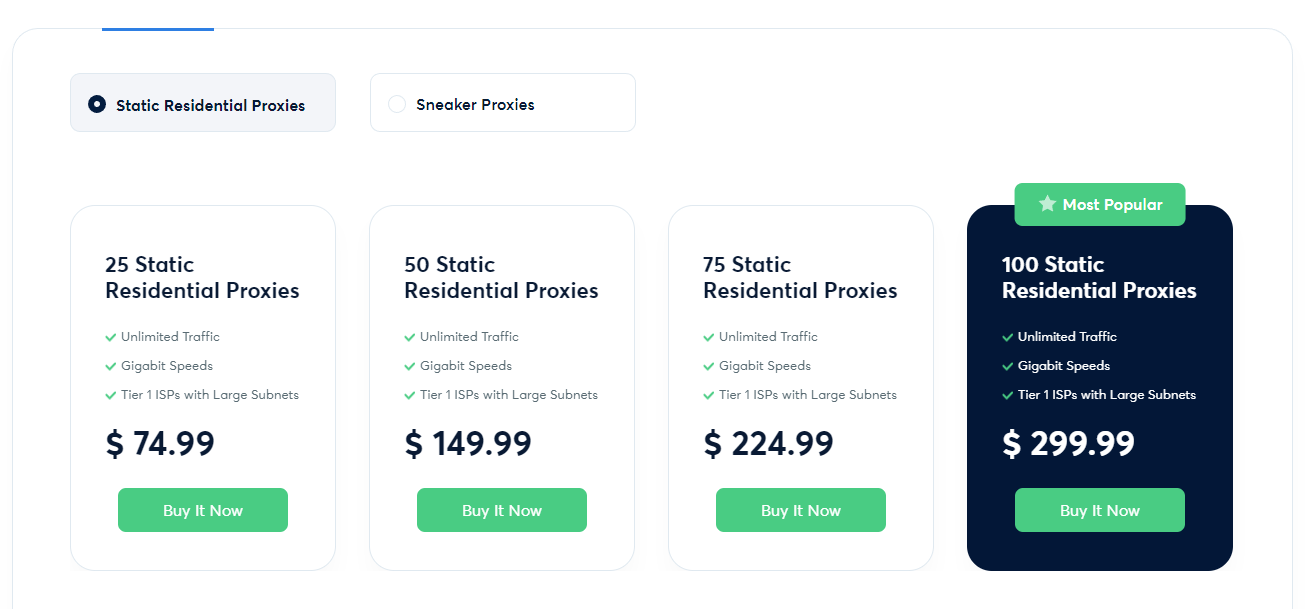 Static Residential Proxies
Sneaker Proxies
25 Static
Residential Proxies
Unlimited Traffic
Gigabit Speeds
Tier 1 ISPs with Large Subnets
$ 74.99
Buy It Now
50 Static
Residential Proxies
Unlimited Traffic
Gigabit Speeds
Tier 1 ISPs with Large Subnets
$ 149.99
Buy It Now
75 Static
Residential Proxies
Unlimited Traffic
Gigabit Speeds
Tier 1 ISPs with Large Subnets
$ 224.99
Buy It Now
Most Popular
100 Static
Residential Proxies
Unlimited Traffic
Gigabit Speeds
Tier 1 ISPs with Large Subnets
$ 299.99
Buy It Now